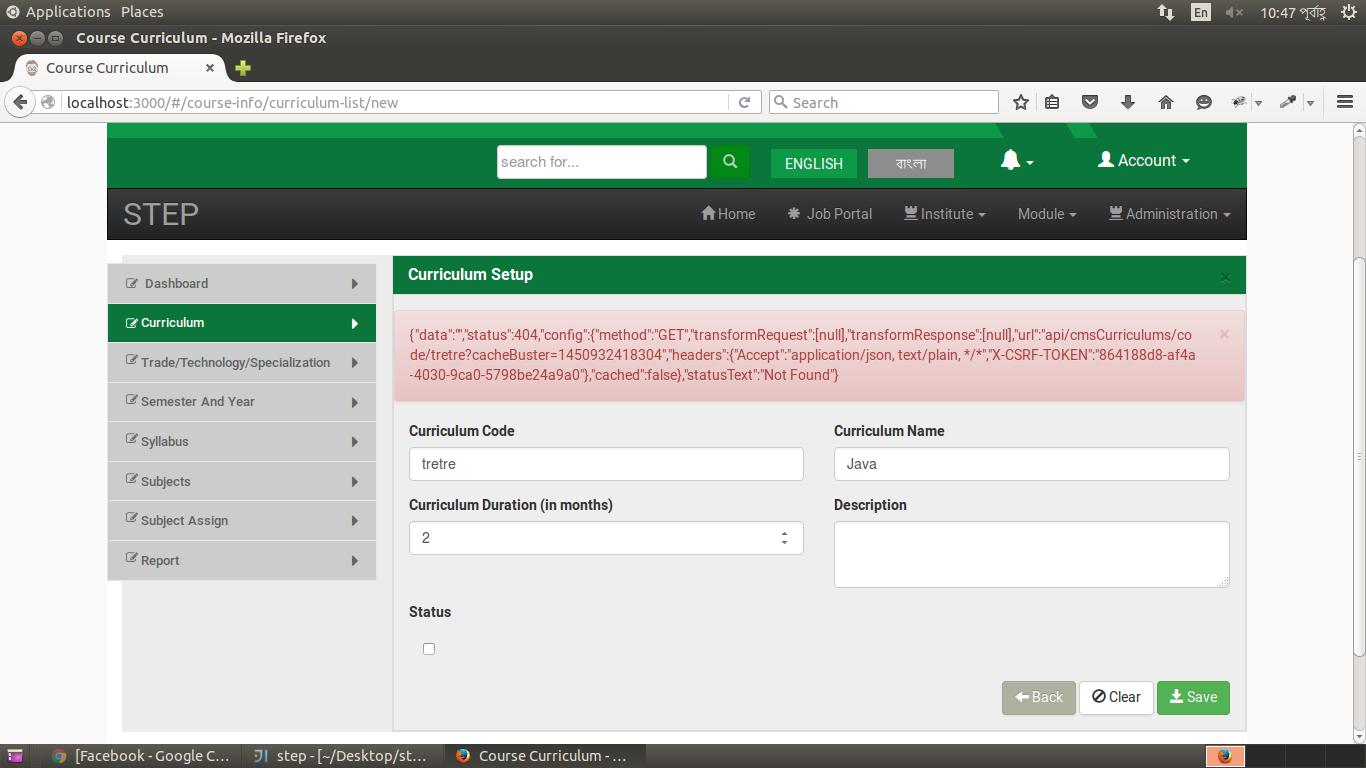 Applications Places
En 10:47 পূর্বাহ্ণ
Course Curriculum - Mozilla Firefox
Course Curriculum
localhost:3000/#/course-info/curriculum-list/new
Search
search for...
ENGLISH
বাংলা
Account
STEP
Home
Job Portal
Institute
Module
Administration
Dashboard
Curriculum
Trade/Technology/Specialization
Semester And Year
Syllabus
Subjects
Subject Assign
Report
Curriculum Setup
{"data":"","status":404,"config":{"method":"GET","transformRequest":[null],"transformResponse":[null],"url":"api/cmsCurriculums/co
de/tretre?cacheBuster=1450932418304","headers":{"Accept":"application/json, text/plain, */*","X-CSRF-TOKEN":"864188d8-af4a
-4030-9ca0-5798be24a9a0"},"cached":false},"statusText":"Not Found"}
Curriculum Code
Curriculum Name
tretre
Java
Curriculum Duration (in months)
Description
2
Status
Back
Clear
Save
[Facebook - Google C...
step - [~/Desktop/st...
Course Curriculum - ...